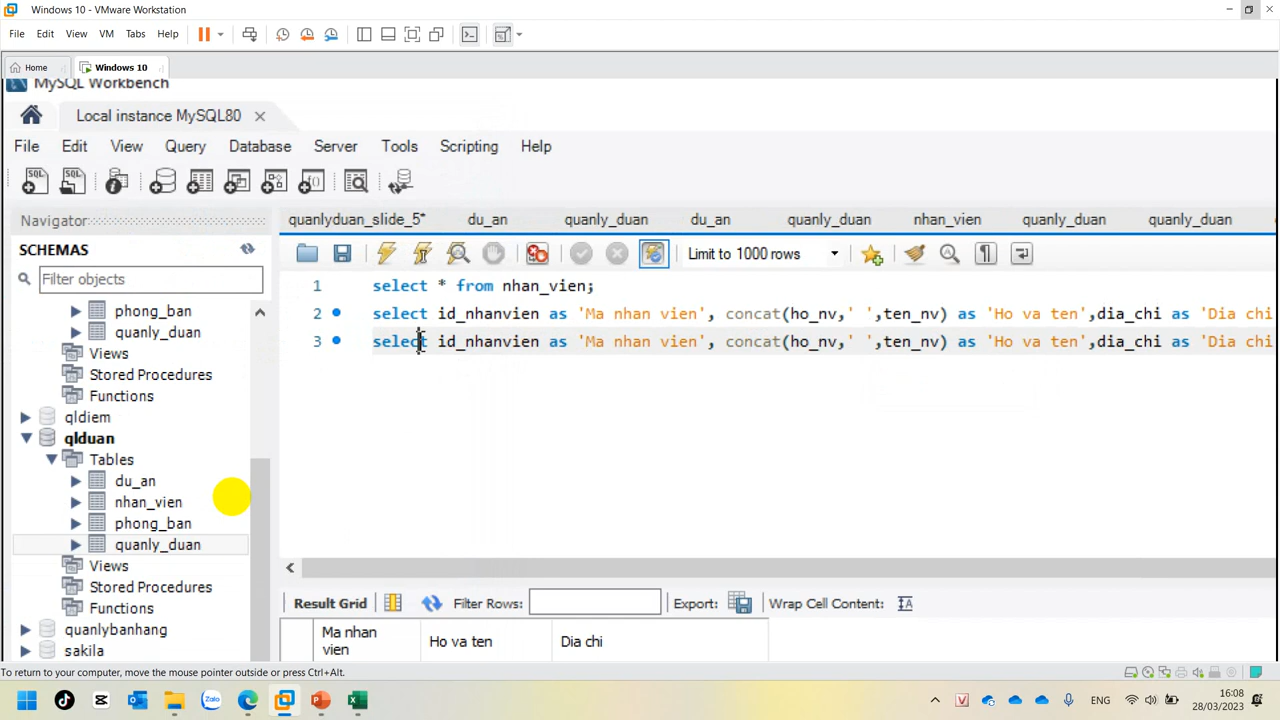 Windows 10 - VMware Workstation
File Edit View VM Tabs Help
Home Windows 10
MySQL Workbench
Local instance MySQL80
File Edit View Query Database Server Tools Scripting Help
Navigator
quanlyduan_slide_5* du_an quanly_duan du_an quanly_duan nhan_vien quanly_duan quanly_duan
SCHEMAS
Limit to 1000 rows
Filter objects
1 select * from nhan_vien;
2 select id_nhanvien as 'Ma nhan vien', concat(ho_nv,' ',ten_nv) as 'Ho va ten',dia_chi as 'Dia chi
3 select id_nhanvien as 'Ma nhan vien', concat(ho_nv,' ',ten_nv) as 'Ho va ten',dia_chi as 'Dia chi
phong_ban
quanly_duan
Views
Stored Procedures
Functions
qldiem
qlduan
Tables
du_an
nhan_vien
phong_ban
quanly_duan
Views
Stored Procedures
Functions
quanlybanhang
sakila
Result Grid Filter Rows: Export: Wrap Cell Content:
Ma nhan
vien
Ho va ten
Dia chi
To return to your computer, move the mouse pointer outside or press Ctrl+Alt.
Zalo
ENG
16:08
28/03/2023